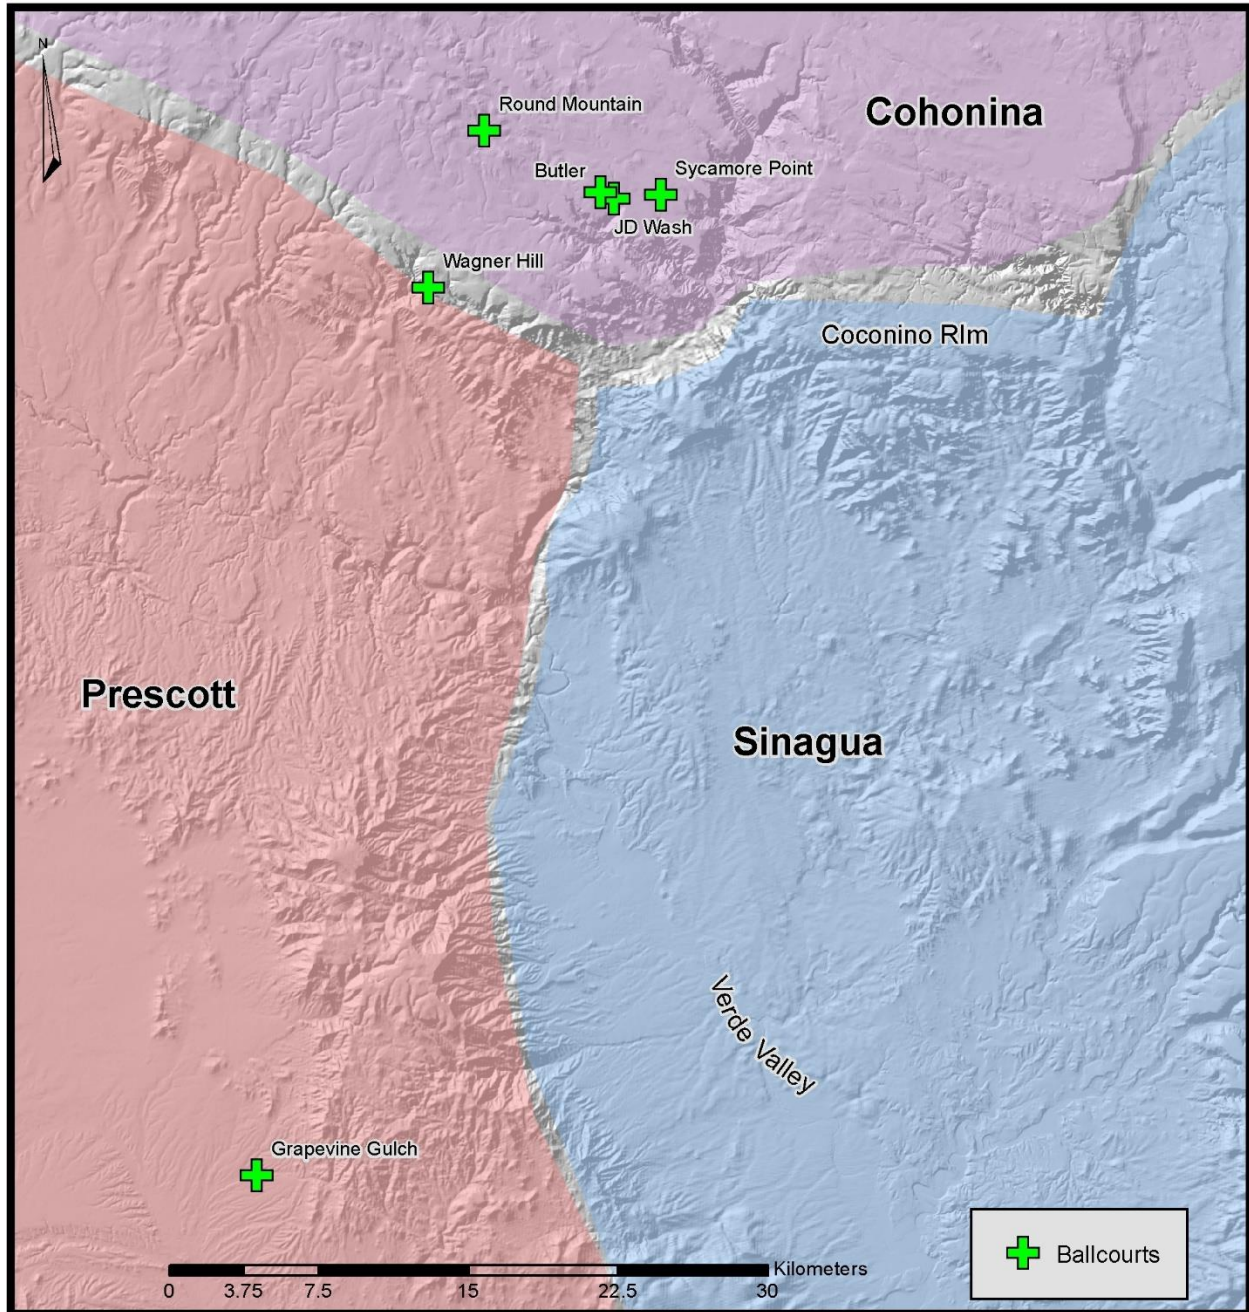 N
Round Mountain
Cohonina
Butler
Sycamore Point
JD Wash
Wagner Hill
Coconino RIm
Prescott
Sinagua
Verde Valley
Grapevine Gulch
Ballcourts
Kilometers
0 3.75 7.5 15 22.5 30